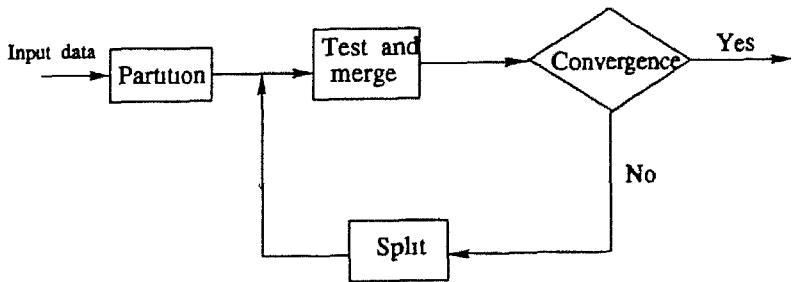 Input data
Partition
Test and
merge
Convergence
Yes
No
Split